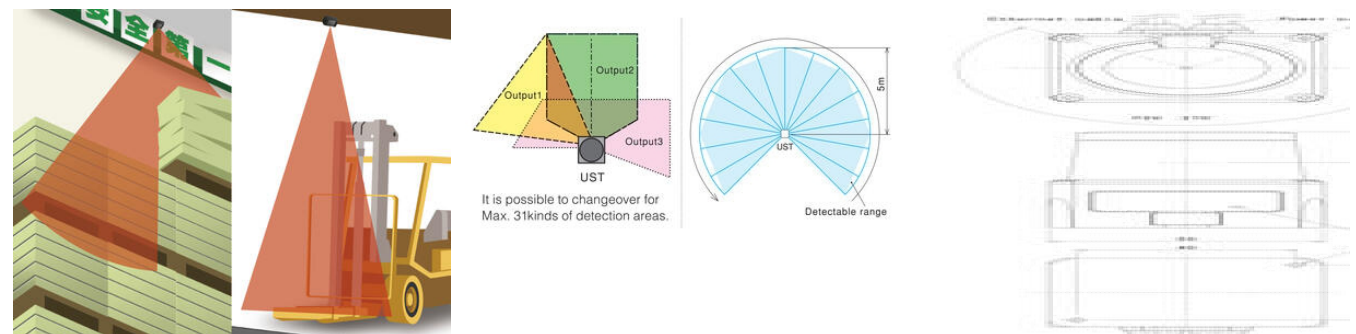 安全第一
Output1
Output2
Output3
UST
It is possible to changeover for
Max. 31kinds of detection areas.
5m
UST
Detectable range